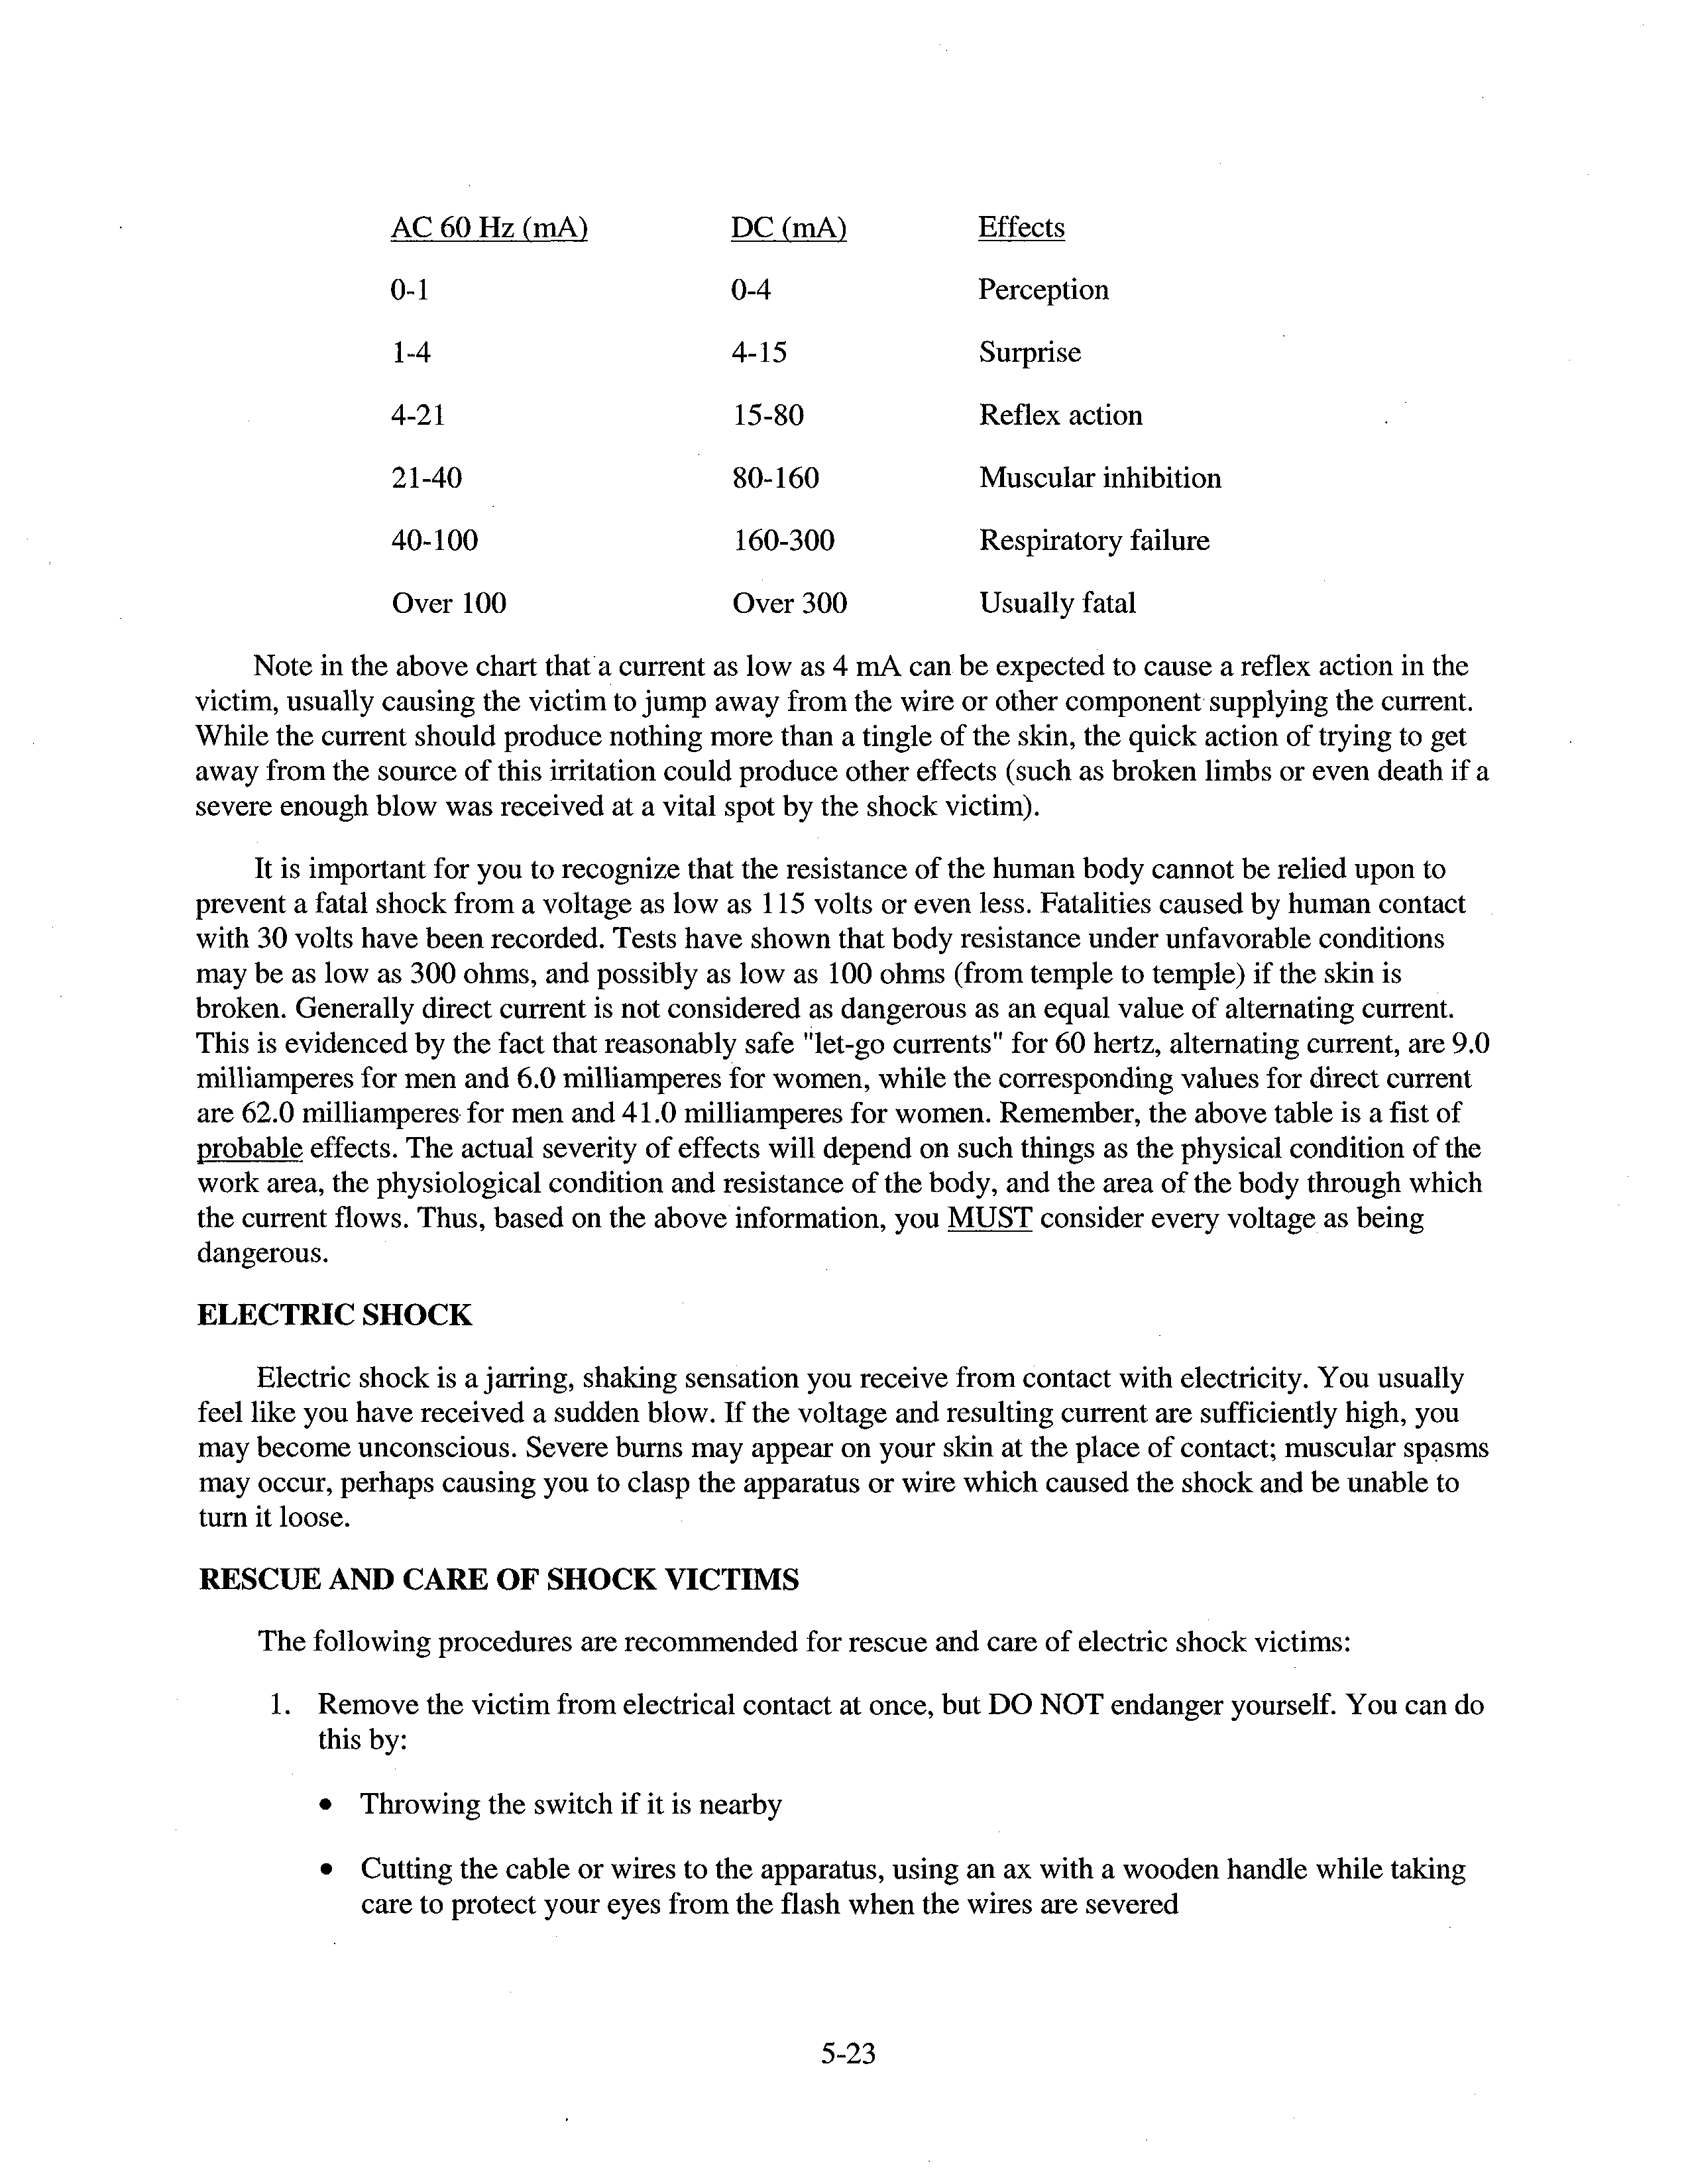 AC 60 Hz (mA) DC (mA) Effects
0-1 0-4 Perception
1-4 4-15 Surprise
4-21 15-80 Reflex action
21-40 80-160 Muscular inhibition
40-100 160-300 Respiratory failure
Over 100 Over 300 Usually fatal
Note in the above chart that a current as low as 4 mA can be expected to cause a reflex action in the
victim, usually causing the victim to jump away from the wire or other component supplying the current.
While the current should produce nothing more than a tingle of the skin, the quick action of trying to get
away from the source of this irritation could produce other effects (such as broken limbs or even death if a
severe enough blow was received at a vital spot by the shock victim).
It is important for you to recognize that the resistance of the human body cannot be relied upon to
prevent a fatal shock from a voltage as low as 115 volts or even less. Fatalities caused by human contact
with 30 volts have been recorded. Tests have shown that body resistance under unfavorable conditions
may be as low as 300 ohms, and possibly as low as 100 ohms (from temple to temple) if the skin is
broken. Generally direct current is not considered as dangerous as an equal value of alternating current.
This is evidenced by the fact that reasonably safe "let-go currents" for 60 hertz, alternating current, are 9.0
milliamperes for men and 6.0 milliamperes for women, while the corresponding values for direct current
are 62.0 milliamperes for men and 41.0 milliamperes for women. Remember, the above table is a fist of
probable effects. The actual severity of effects will depend on such things as the physical condition of the
work area, the physiological condition and resistance of the body, and the area of the body through which
the current flows. Thus, based on the above information, you MUST consider every voltage as being
dangerous.
ELECTRIC SHOCK
Electric shock is a jarring, shaking sensation you receive from contact with electricity. You usually
feel like you have received a sudden blow. If the voltage and resulting current are sufficiently high, you
may become unconscious. Severe burns may appear on your skin at the place of contact; muscular spasms
may occur, perhaps causing you to clasp the apparatus or wire which caused the shock and be unable to
turn it loose.
RESCUE AND CARE OF SHOCK VICTIMS
The following procedures are recommended for rescue and care of electric shock victims:
1. Remove the victim from electrical contact at once, but DO NOT endanger yourself. You can do
this by:
• Throwing the switch if it is nearby
• Cutting the cable or wires to the apparatus, using an ax with a wooden handle while taking
care to protect your eyes from the flash when the wires are severed
5-23